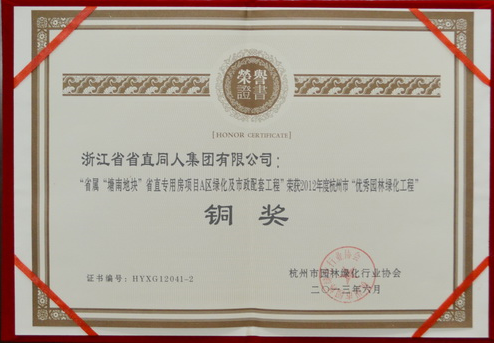 榮譽
證書
[HONOR CERTIFICATE]
浙江省省直同人集团有限公司：
“省属“塘南地块”省直专用房项目A区绿化及市政配套工程”荣获2012年度杭州市“优秀园林绿化工程”
铜奖
证书编号：HYXG12041-2
杭州市园林绿化行业协会
二〇一三年六月